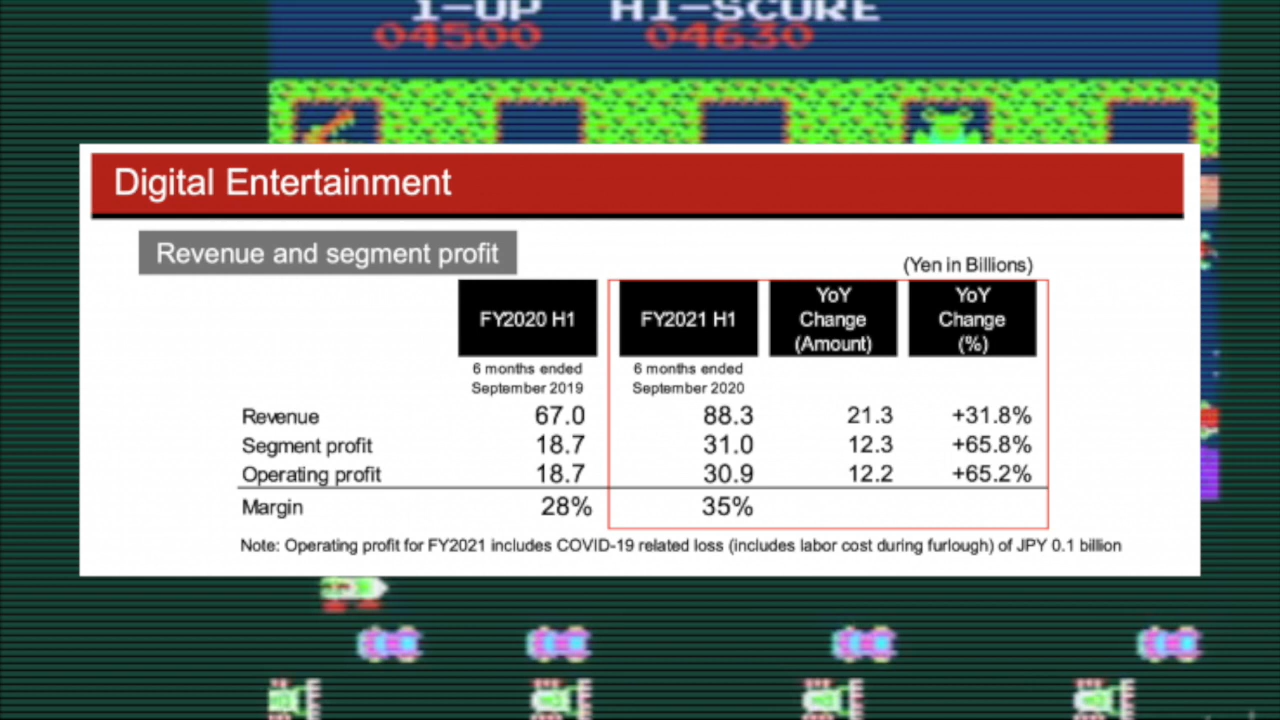 1-UP HI-SCORE
04500 04630
Digital Entertainment
Revenue and segment profit
(Yen in Billions)
FY2020 H1 FY2021 H1 YoY Change (Amount) YoY Change (%)
6 months ended September 2019 6 months ended September 2020
Revenue 67.0 88.3 21.3 +31.8%
Segment profit 18.7 31.0 12.3 +65.8%
Operating profit 18.7 30.9 12.2 +65.2%
Margin 28% 35%
Note: Operating profit for FY2021 includes COVID-19 related loss (includes labor cost during furlough) of JPY 0.1 billion